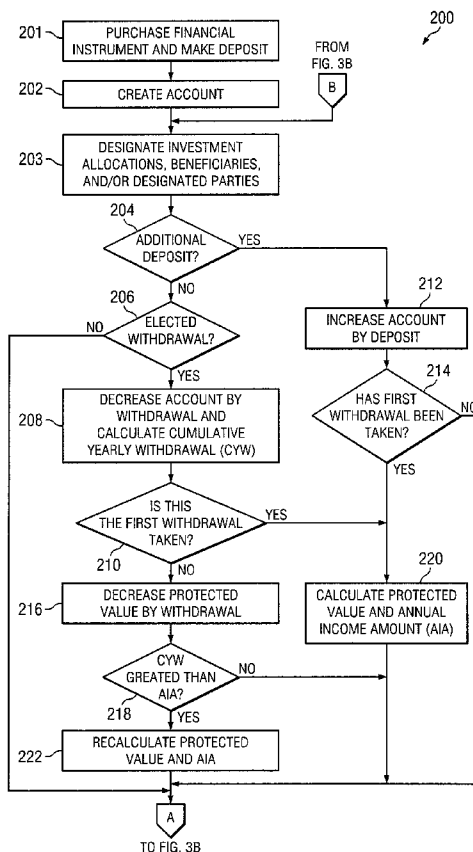 200
201
PURCHASE FINANCIAL
INSTRUMENT AND MAKE DEPOSIT
FROM
FIG. 3B
B
202
CREATE ACCOUNT
203
DESIGNATE INVESTMENT
ALLOCATIONS, BENEFICIARIES,
AND/OR DESIGNATED PARTIES
204
ADDITIONAL
DEPOSIT?
YES
NO
206
NO
ELECTED
WITHDRAWAL?
YES
212
INCREASE ACCOUNT
BY DEPOSIT
208
DECREASE ACCOUNT BY
WITHDRAWAL AND
CALCULATE CUMULATIVE
YEARLY WITHDRAWAL (CYW)
214
HAS FIRST
WITHDRAWAL BEEN
TAKEN?
NO
YES
IS THIS
THE FIRST WITHDRAWAL
TAKEN?
YES
210
NO
216
DECREASE PROTECTED
VALUE BY WITHDRAWAL
220
CALCULATE PROTECTED
VALUE AND ANNUAL
INCOME AMOUNT (AIA)
CYW
GREATED THAN
AIA?
NO
218
YES
222
RECALCULATE PROTECTED
VALUE AND AIA
A
TO FIG. 3B